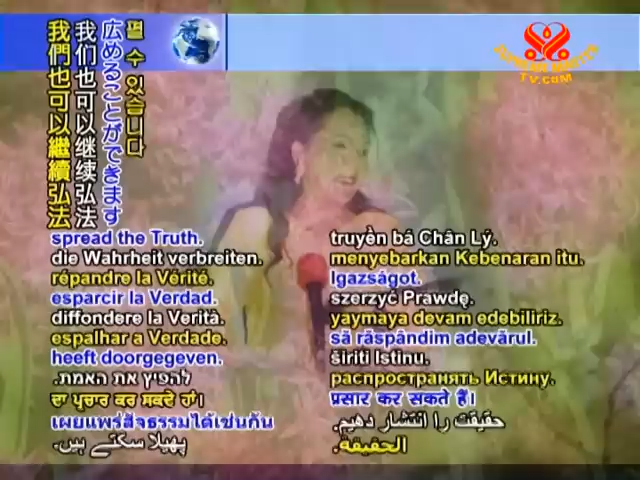 SUPREME MASTER
TV.COM
펼 수 있습니다
広めることができます
我们也可以继续弘法
我們也可以繼續弘法
spread the Truth.
die Wahrheit verbreiten.
répandre la Vérité.
esparcir la Verdad.
diffondere la Verità.
espalhar a Verdade.
heeft doorgegeven.
להפיץ את האמת.
ਦਾ ਪ੍ਰਚਾਰ ਕਰ ਸਕਦੇ ਹਾਂ।
เผยแพร่สัจธรรมได้เช่นกัน
پھیلا سکتے ہیں.
truyền bá Chân Lý.
menyebarkan Kebenaran itu.
Igazságot.
szerzyć Prawdę.
yaymaya devam edebiliriz.
să răspândim adevărul.
širiti Istinu.
распространять Истину.
प्रसार कर सकते हैं।
حقیقت را انتشار دهیم.
الحقيقة.